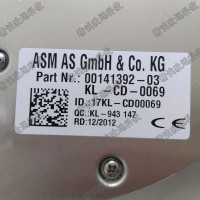 ASM AS GmbH & Co. KG
Part Nr.: 00141392-03
KL-CD-0069
ID.:17KL-CD00069
QC.:KL-943 147
RD:12/2012